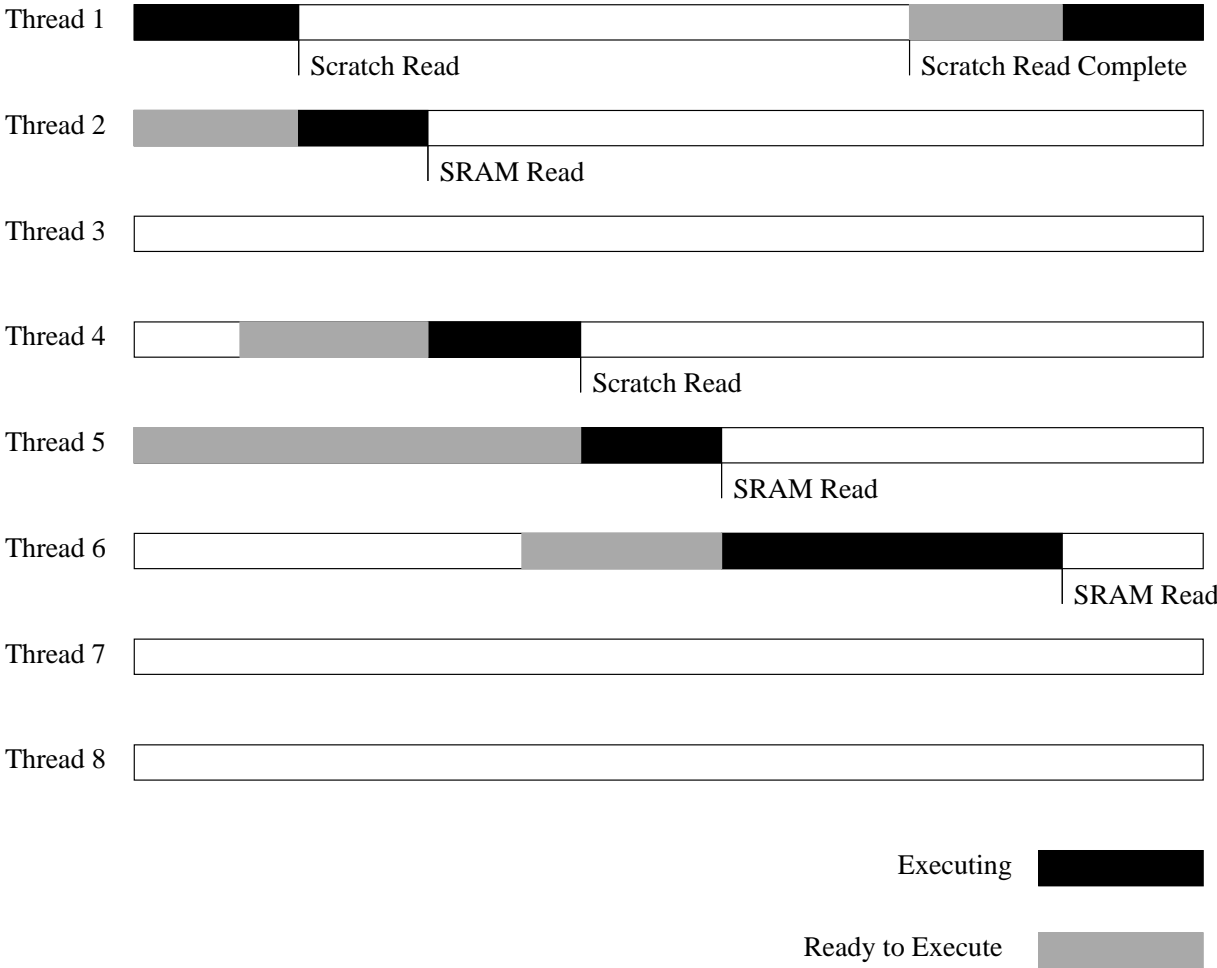 Thread 1
Scratch Read
Scratch Read Complete
Thread 2
SRAM Read
Thread 3
Thread 4
Scratch Read
Thread 5
SRAM Read
Thread 6
SRAM Read
Thread 7
Thread 8
Executing
Ready to Execute